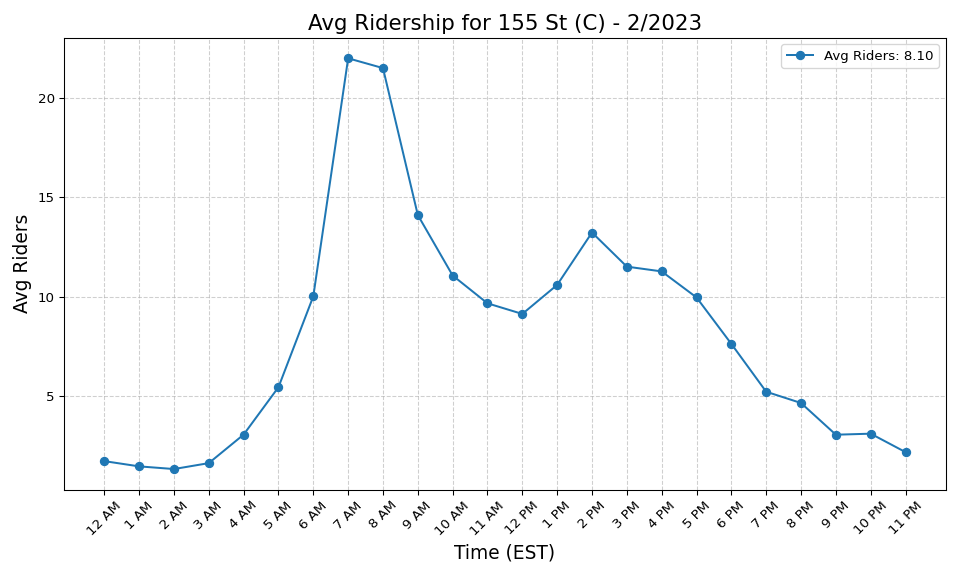 Avg Ridership for 155 St (C) - 2/2023
Avg Riders: 8.10
Avg Riders
20
15
10
5
12 AM
1 AM
2 AM
3 AM
4 AM
5 AM
6 AM
7 AM
8 AM
9 AM
10 AM
11 AM
12 PM
1 PM
2 PM
3 PM
4 PM
5 PM
6 PM
7 PM
8 PM
9 PM
10 PM
11 PM
Time (EST)